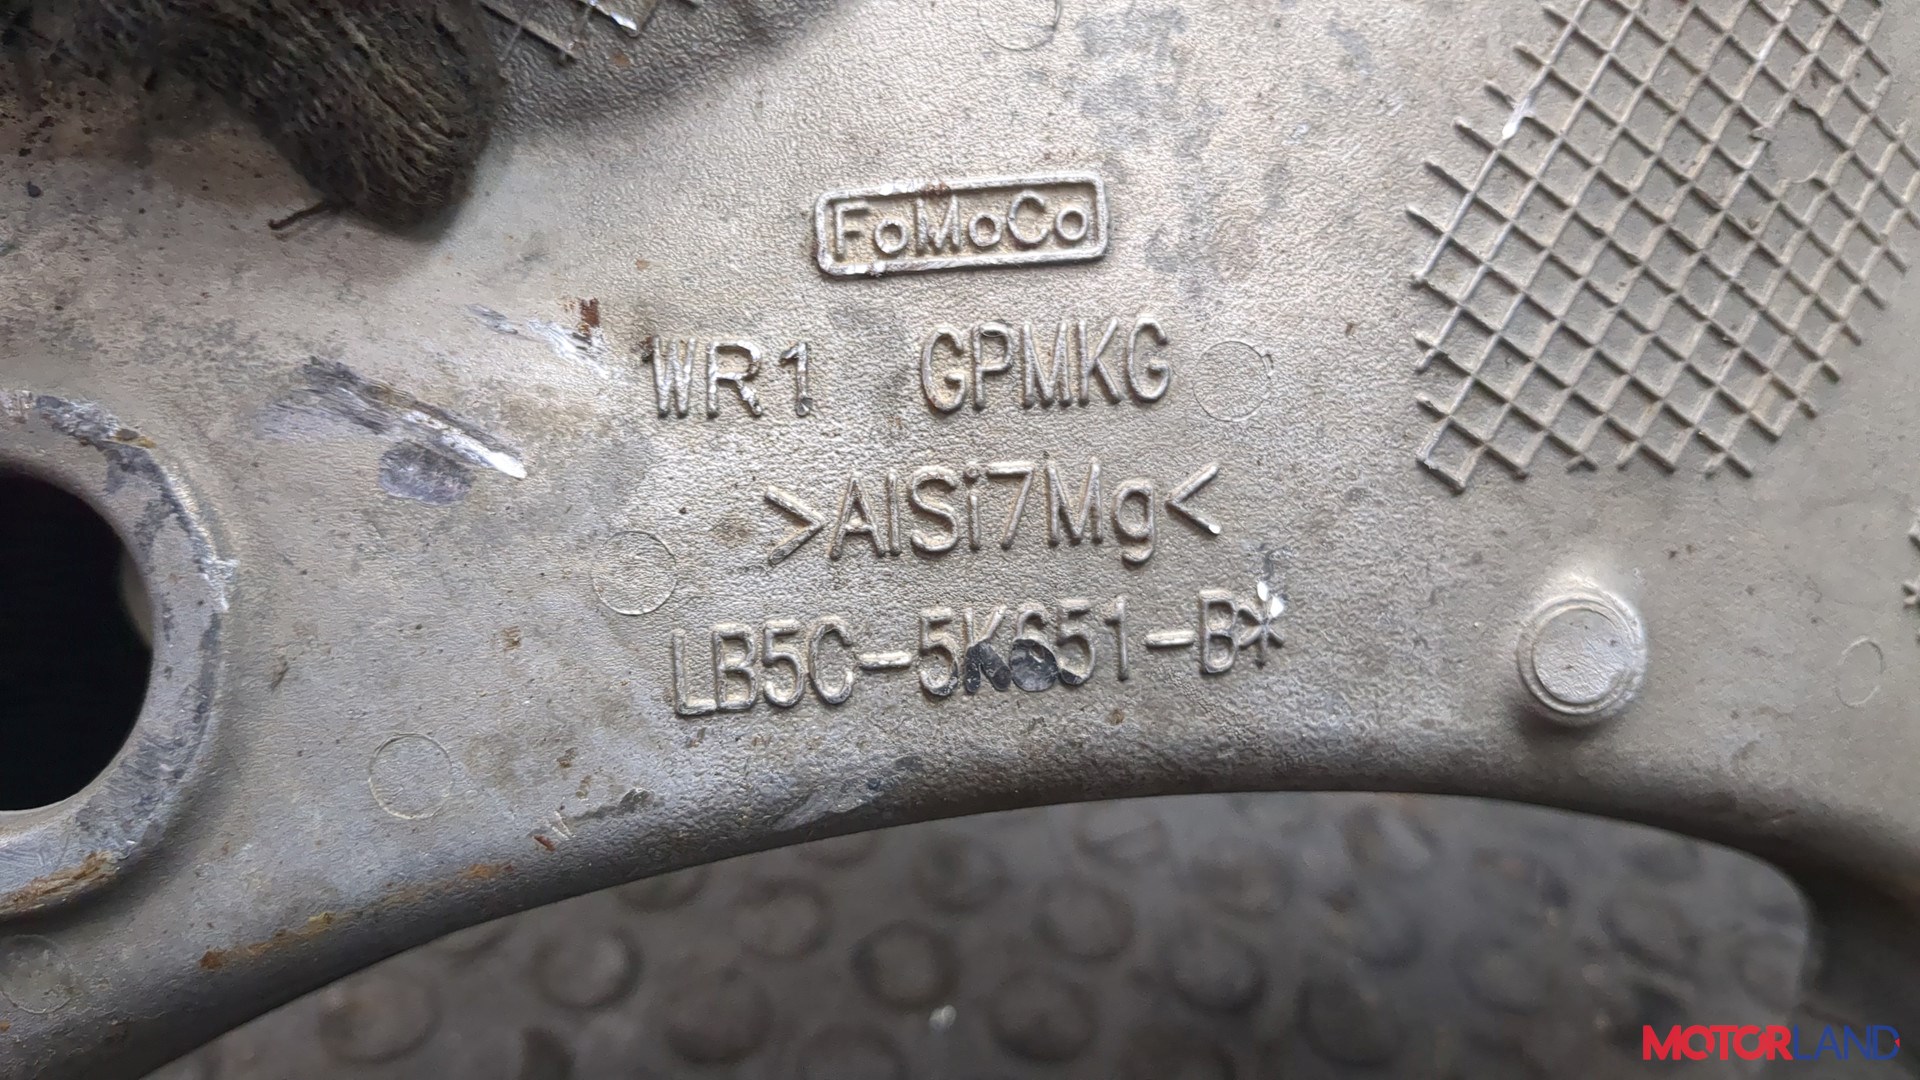 FoMoCo
WR1 GPMKG
>AlSi7Mg<
LB5C-5K651-B*
MOTORLAND